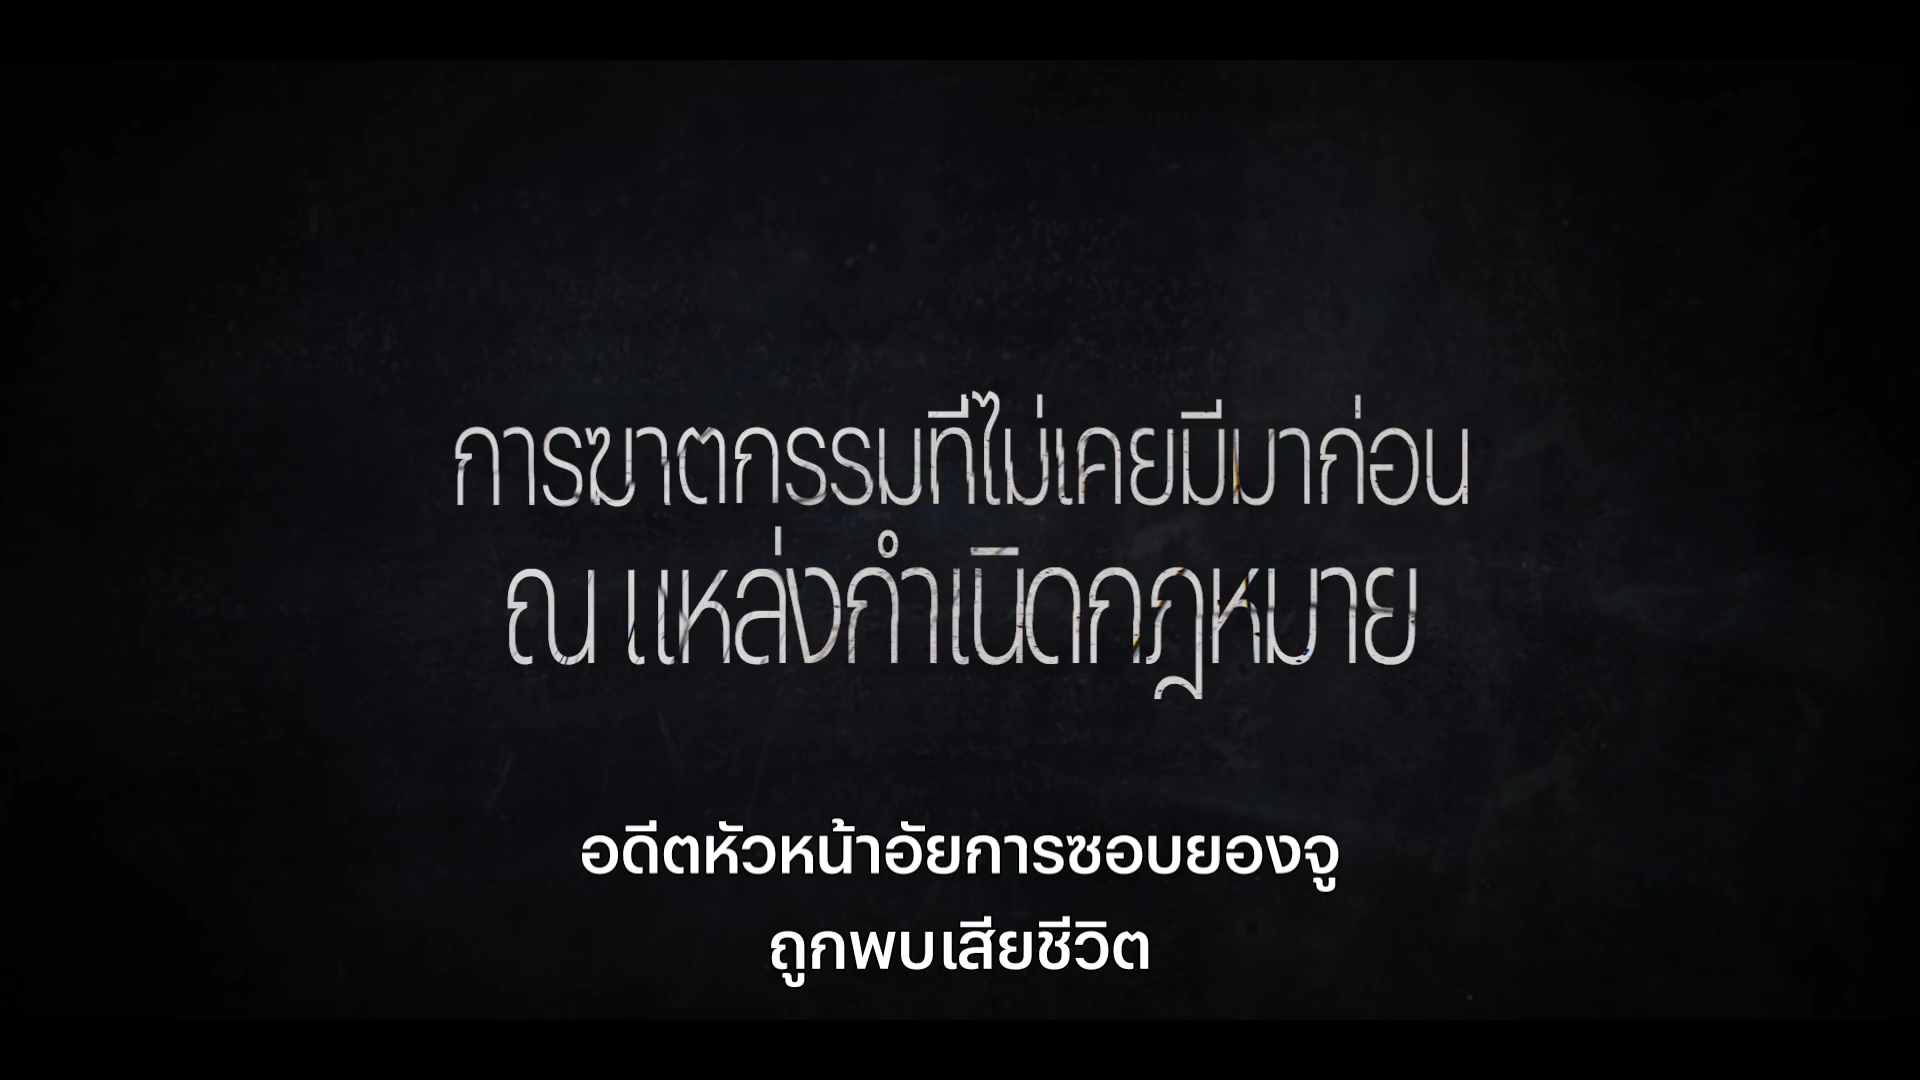 การฆาตกรรมที่ไม่เคยมีมาก่อน
ณ แหล่งกำเนิดกฎหมาย
อดีตหัวหน้าอัยการซอบยองจู
ถูกพบเสียชีวิต